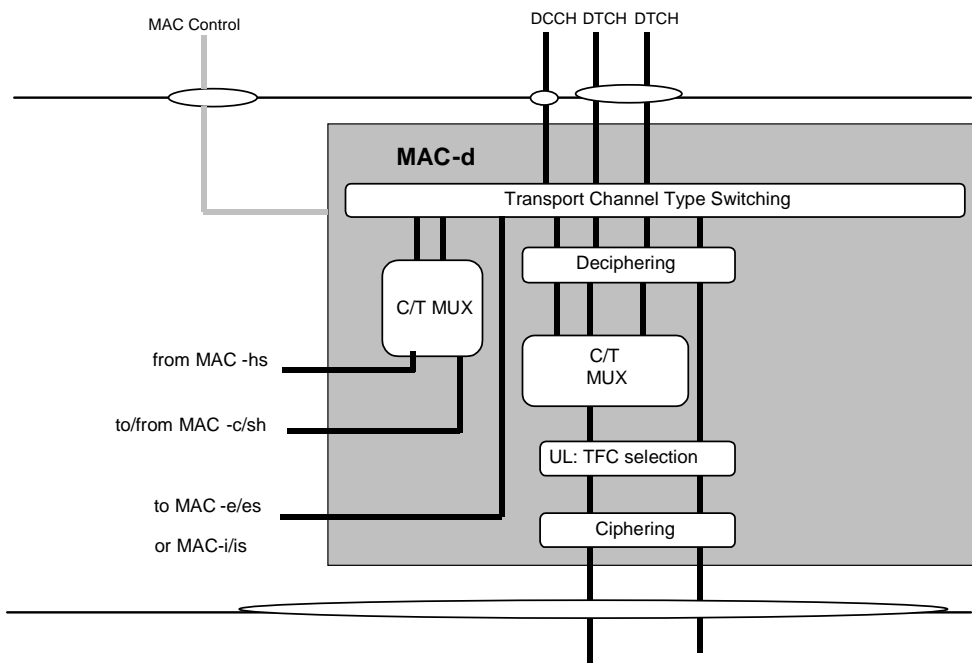 MAC Control
DCCH DTCH DTCH
MAC-d
Transport Channel Type Switching
Deciphering
C/T MUX
from MAC -hs
C/T
MUX
to/from MAC -c/sh
UL: TFC selection
to MAC -e/es
or MAC-i/is
Ciphering